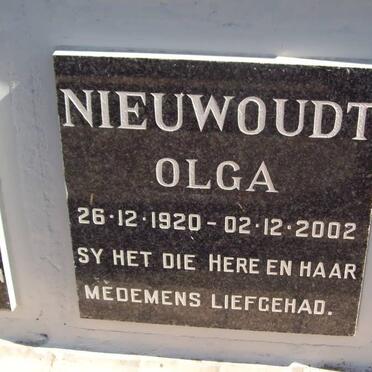 NIEUWOUDT
OLGA
26·12·1920 – 02·12·2002
SY HET DIE HERE EN HAAR
MEDEMENS LIEFGEHAD.